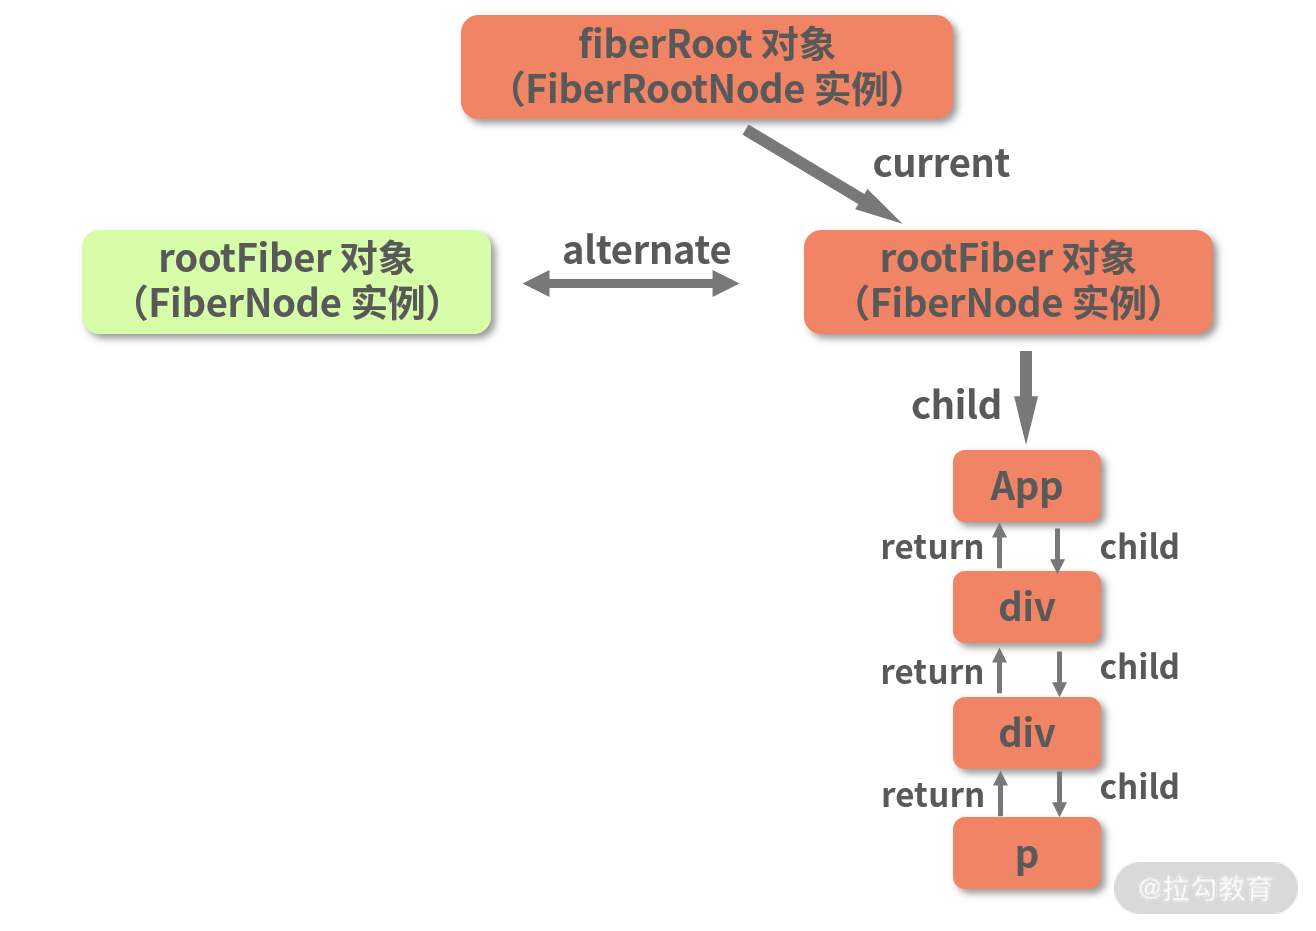 fiberRoot 对象
（FiberRootNode 实例）
current
rootFiber 对象
（FiberNode 实例）
alternate
rootFiber 对象
（FiberNode 实例）
child
App
return
child
div
return
child
div
return
child
p
@拉勾教育